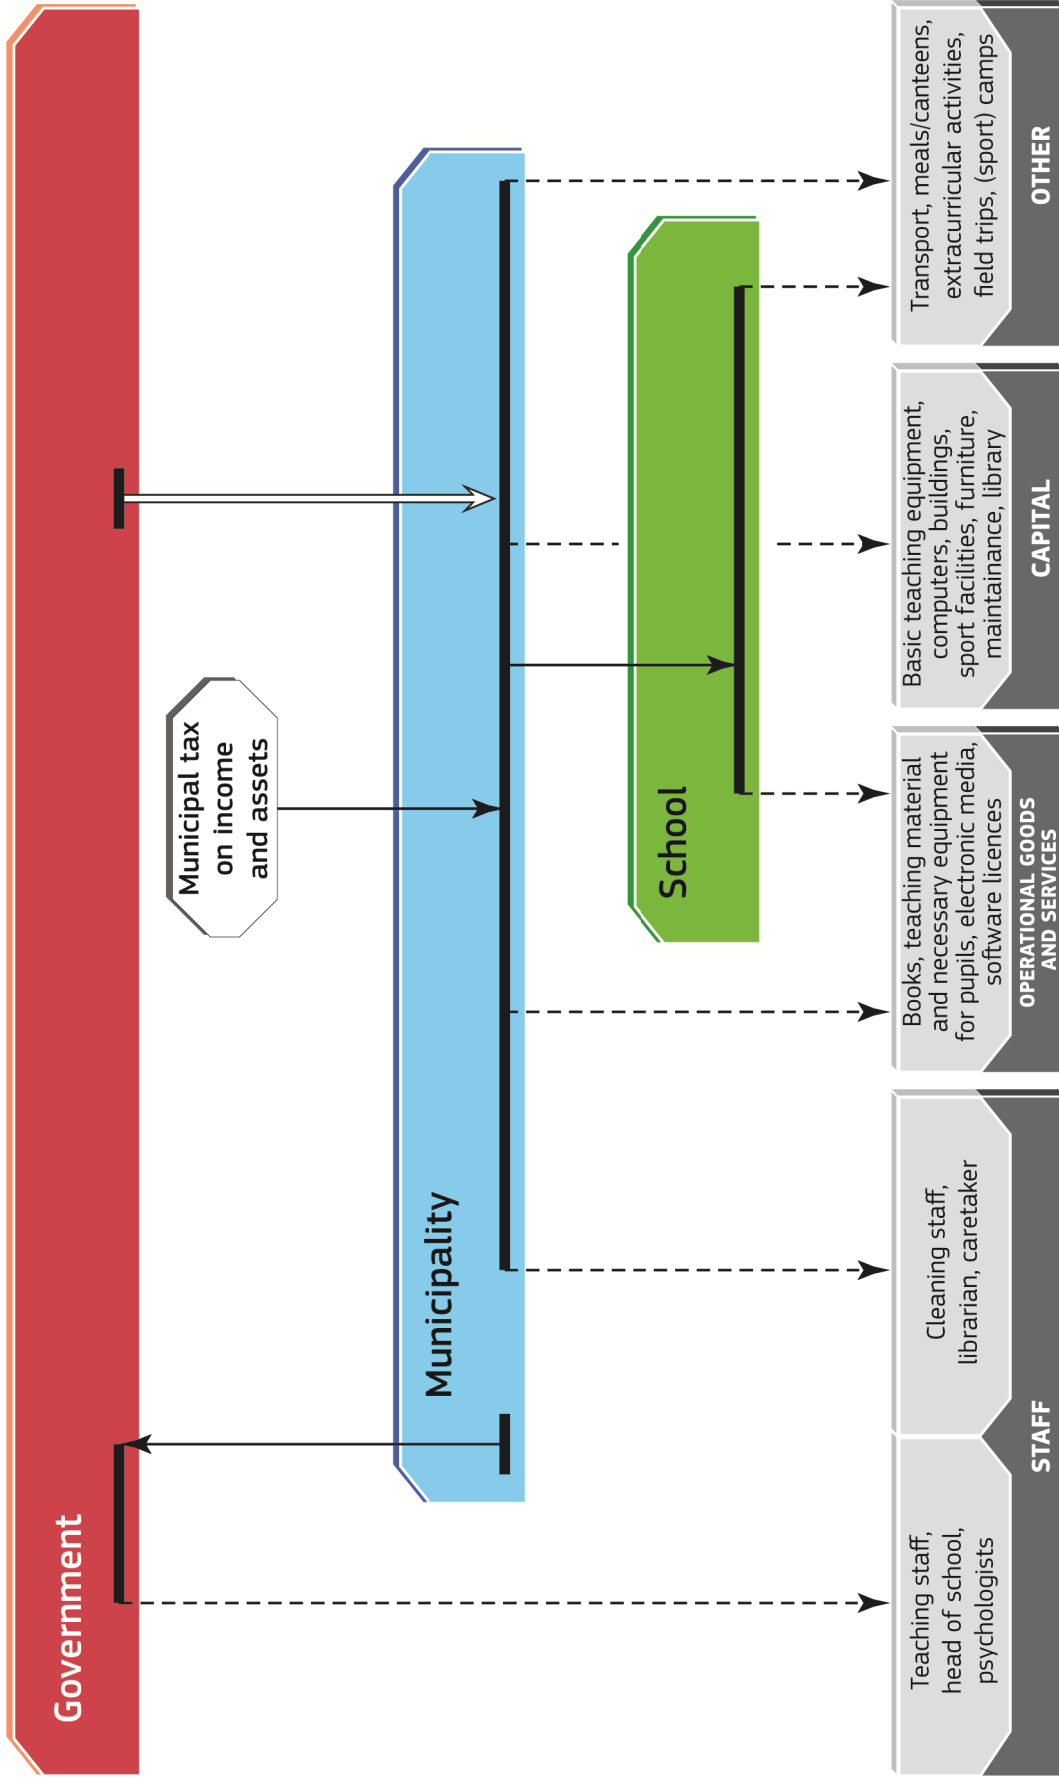 Government
Municipal tax
on income
and assets
Municipality
School
Teaching staff,
head of school,
psychologists
Cleaning staff,
librarian, caretaker
STAFF
Books, teaching material
and necessary equipment
for pupils, electronic media,
software licences
OPERATIONAL GOODS
AND SERVICES
Basic teaching equipment,
computers, buildings,
sport facilities, furniture,
maintainance, library
CAPITAL
Transport, meals/canteens,
extracurricular activities,
field trips, (sport) camps
OTHER